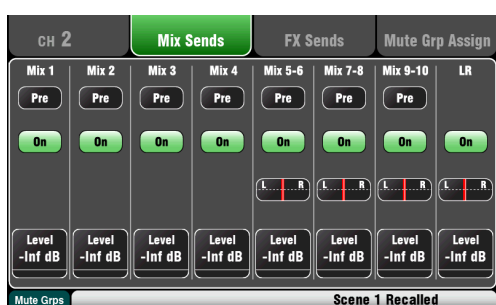 CH 2 Mix Sends FX Sends Mute Grp Assign
Mix 1 Mix 2 Mix 3 Mix 4 Mix 5-6 Mix 7-8 Mix 9-10 LR
Pre Pre Pre Pre Pre Pre Pre
On On On On On On On On
L R L R L R L R
Level Level Level Level Level Level Level Level
-Inf dB -Inf dB -Inf dB -Inf dB -Inf dB -Inf dB -Inf dB -Inf dB
Mute Grps Scene 1 Recalled